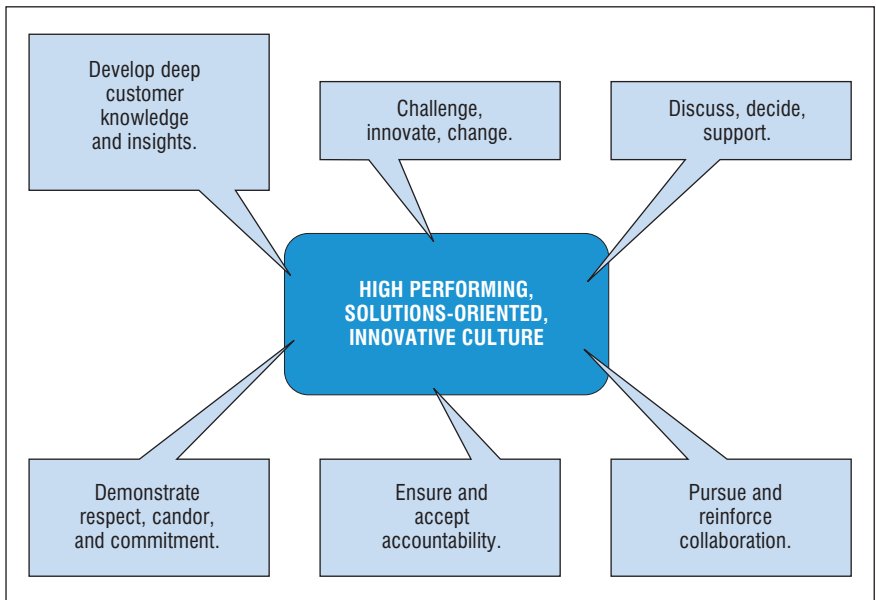 Develop deep
customer
knowledge
and insights.
Challenge,
innovate, change.
Discuss, decide,
support.
HIGH PERFORMING,
SOLUTIONS-ORIENTED,
INNOVATIVE CULTURE
Demonstrate
respect, candor,
and commitment.
Ensure and
accept
accountability.
Pursue and
reinforce
collaboration.